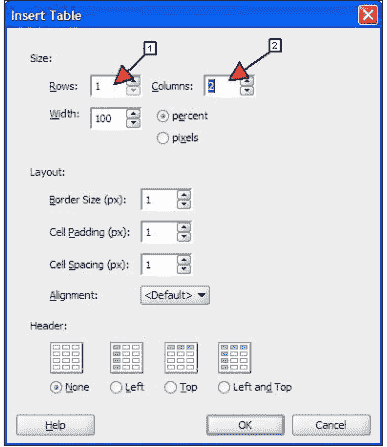 Insert Table
1
2
Size:
Rows: 1 Columns: 2
Width: 100 percent
pixels
Layout:
Border Size (px): 1
Cell Padding (px): 1
Cell Spacing (px): 1
Alignment: <Default>
Header:
None Left Top Left and Top
Help OK Cancel